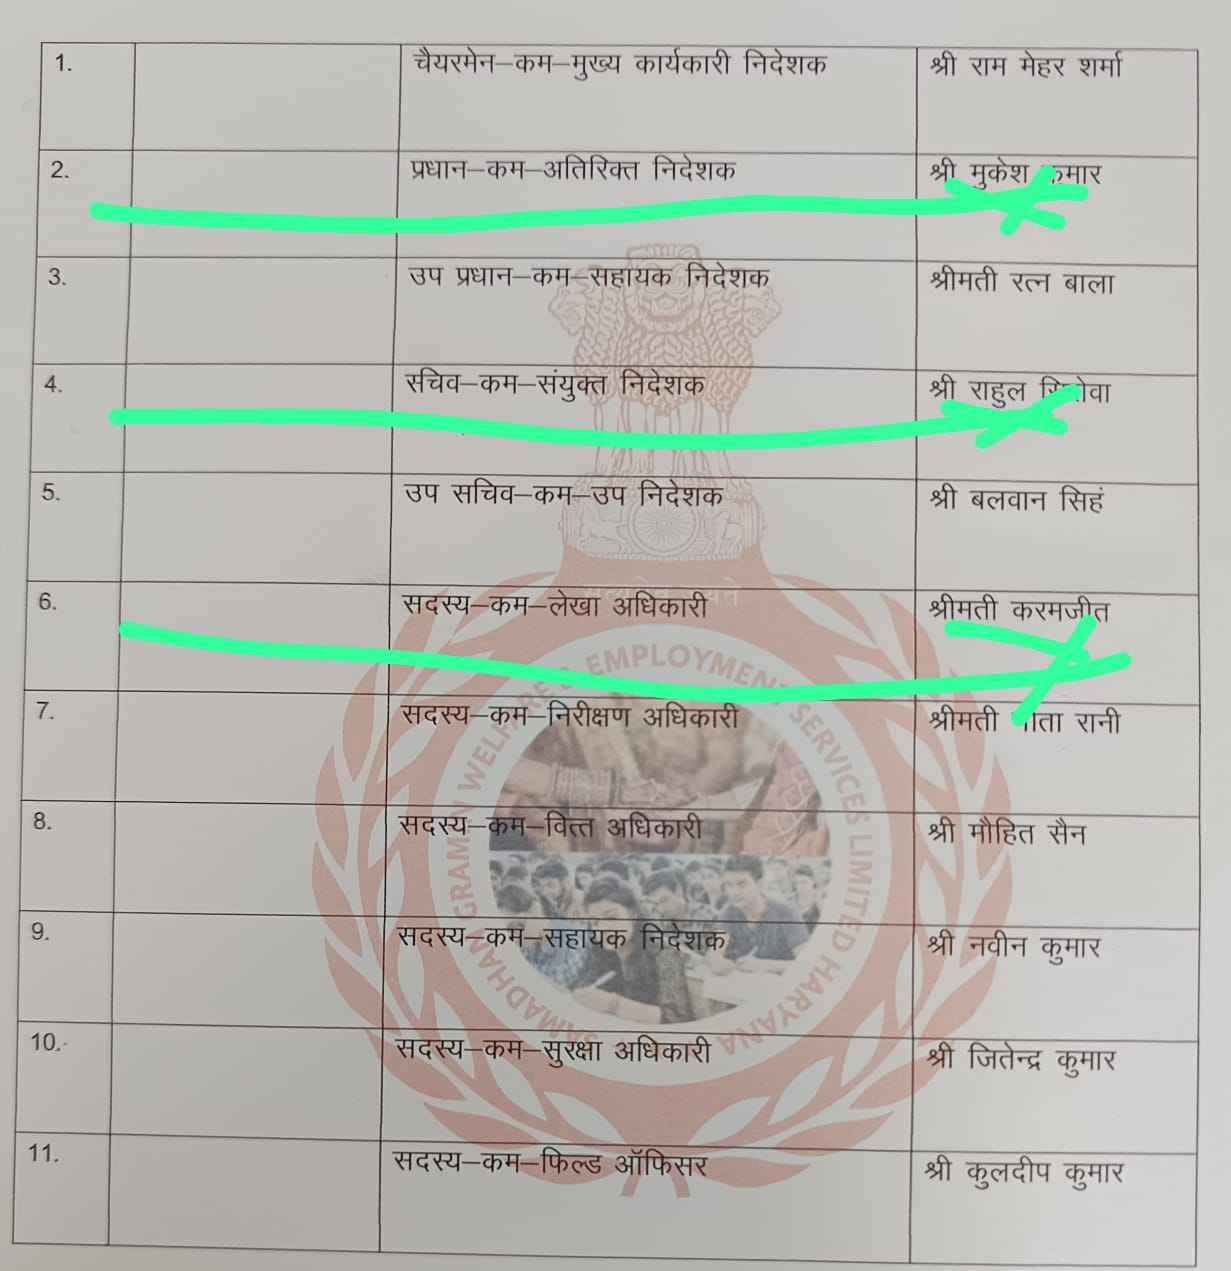 1. चैयरमेन–कम–मुख्य कार्यकारी निदेशक श्री राम मेहर शर्मा
2. प्रधान–कम–अतिरिक्त निदेशक श्री मुकेश कुमार
3. उप प्रधान–कम–सहायक निदेशक श्रीमती रत्न बाला
4. सचिव–कम–संयुक्त निदेशक श्री राहुल
5. उप सचिव–कम–उप निदेशक श्री बलवान सिहं
6. सदस्य–कम–लेखा अधिकारी श्रीमती करमजीत
7. सदस्य–कम–निरीक्षण अधिकारी श्रीमती रानी
8. सदस्य–कम–वित्त अधिकारी श्री मौहित सैन
9. सदस्य–कम–सहायक निदेशक श्री नवीन कुमार
10. सदस्य–कम–सुरक्षा अधिकारी श्री जितेन्द्र कुमार
11. सदस्य–कम–फिल्ड ऑफिसर श्री कुलदीप कुमार
सत्यमेव जयते
SAMADHAN GRAMIN WELFARE & EMPLOYMENT SERVICES LIMITED HARYANA